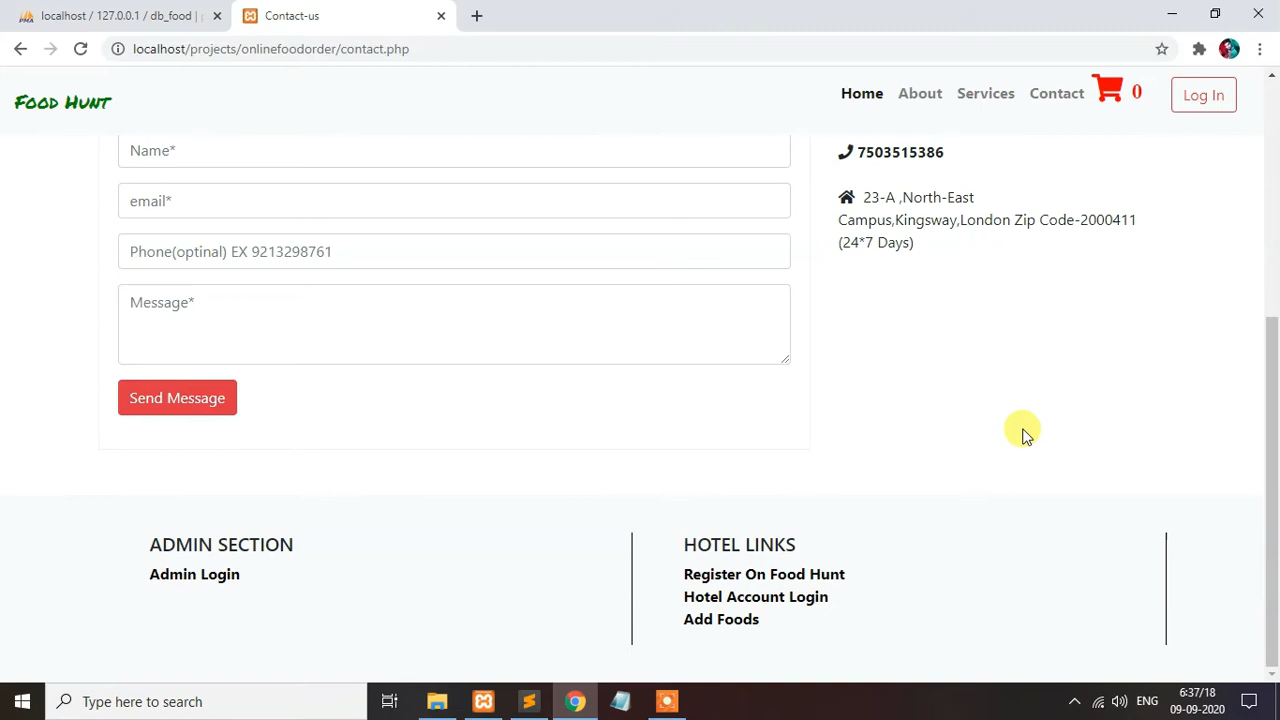 localhost / 127.0.0.1 / db_food |
Contact-us
localhost/projects/onlinefoodorder/contact.php
Food Hunt
Home About Services Contact 0 Log In
Name*
email*
Phone(optinal) EX 9213298761
Message*
Send Message
7503515386
23-A ,North-East
Campus,Kingsway,London Zip Code-2000411
(24*7 Days)
ADMIN SECTION
Admin Login
HOTEL LINKS
Register On Food Hunt
Hotel Account Login
Add Foods
Type here to search
ENG
6:37/18
09-09-2020